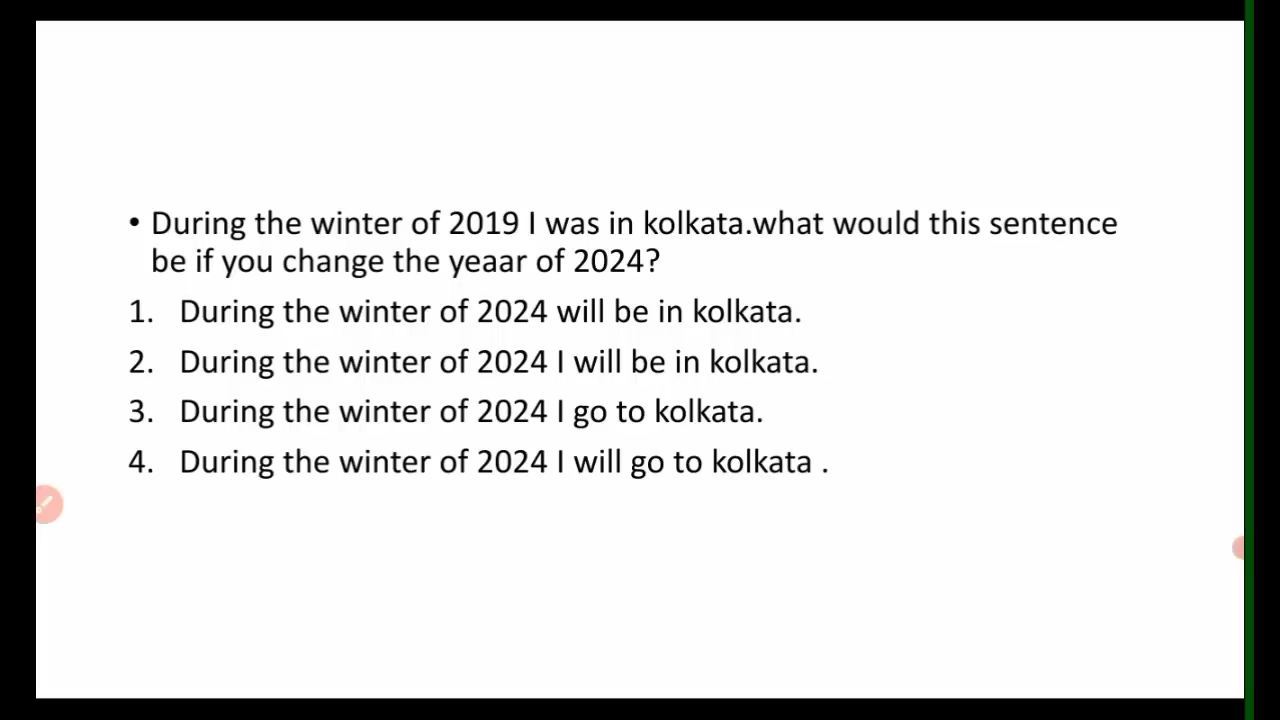 • During the winter of 2019 I was in kolkata.what would this sentence
be if you change the yeaar of 2024?
1. During the winter of 2024 will be in kolkata.
2. During the winter of 2024 I will be in kolkata.
3. During the winter of 2024 I go to kolkata.
4. During the winter of 2024 I will go to kolkata .